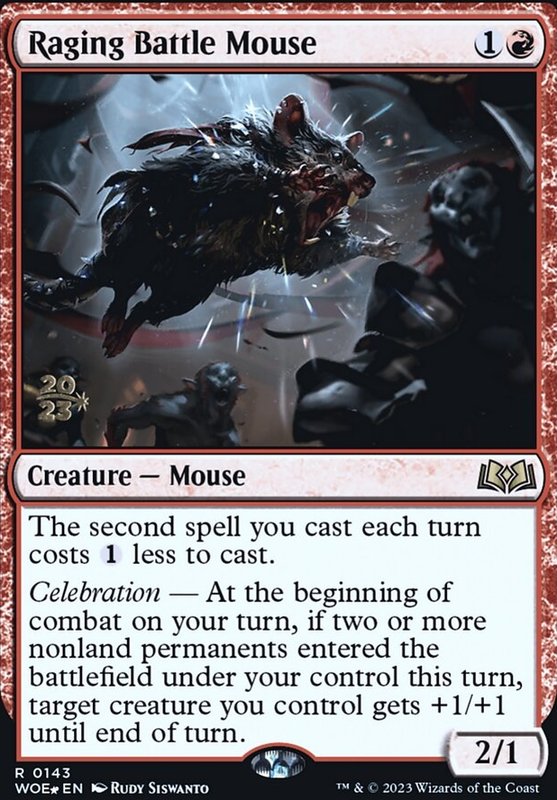 Raging Battle Mouse 1
20
23
Creature — Mouse
The second spell you cast each turn
costs 1 less to cast.
Celebration — At the beginning of
combat on your turn, if two or more
nonland permanents entered the
battlefield under your control this turn,
target creature you control gets +1/+1
until end of turn.
2/1
R 0143
WOE★EN RUDY SISWANTO ™ & © 2023 Wizards of the Coast